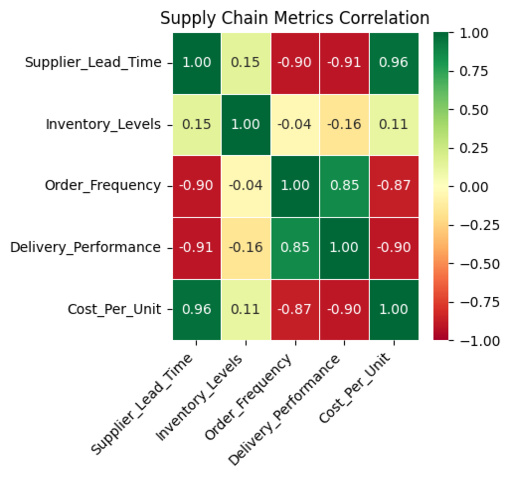 Supply Chain Metrics Correlation
Supplier_Lead_Time 1.00 0.15 -0.90 -0.91 0.96
Inventory_Levels 0.15 1.00 -0.04 -0.16 0.11
Order_Frequency -0.90 -0.04 1.00 0.85 -0.87
Delivery_Performance -0.91 -0.16 0.85 1.00 -0.90
Cost_Per_Unit 0.96 0.11 -0.87 -0.90 1.00
Supplier_Lead_Time
Inventory_Levels
Order_Frequency
Delivery_Performance
Cost_Per_Unit
1.00
0.75
0.50
0.25
0.00
−0.25
−0.50
−0.75
−1.00